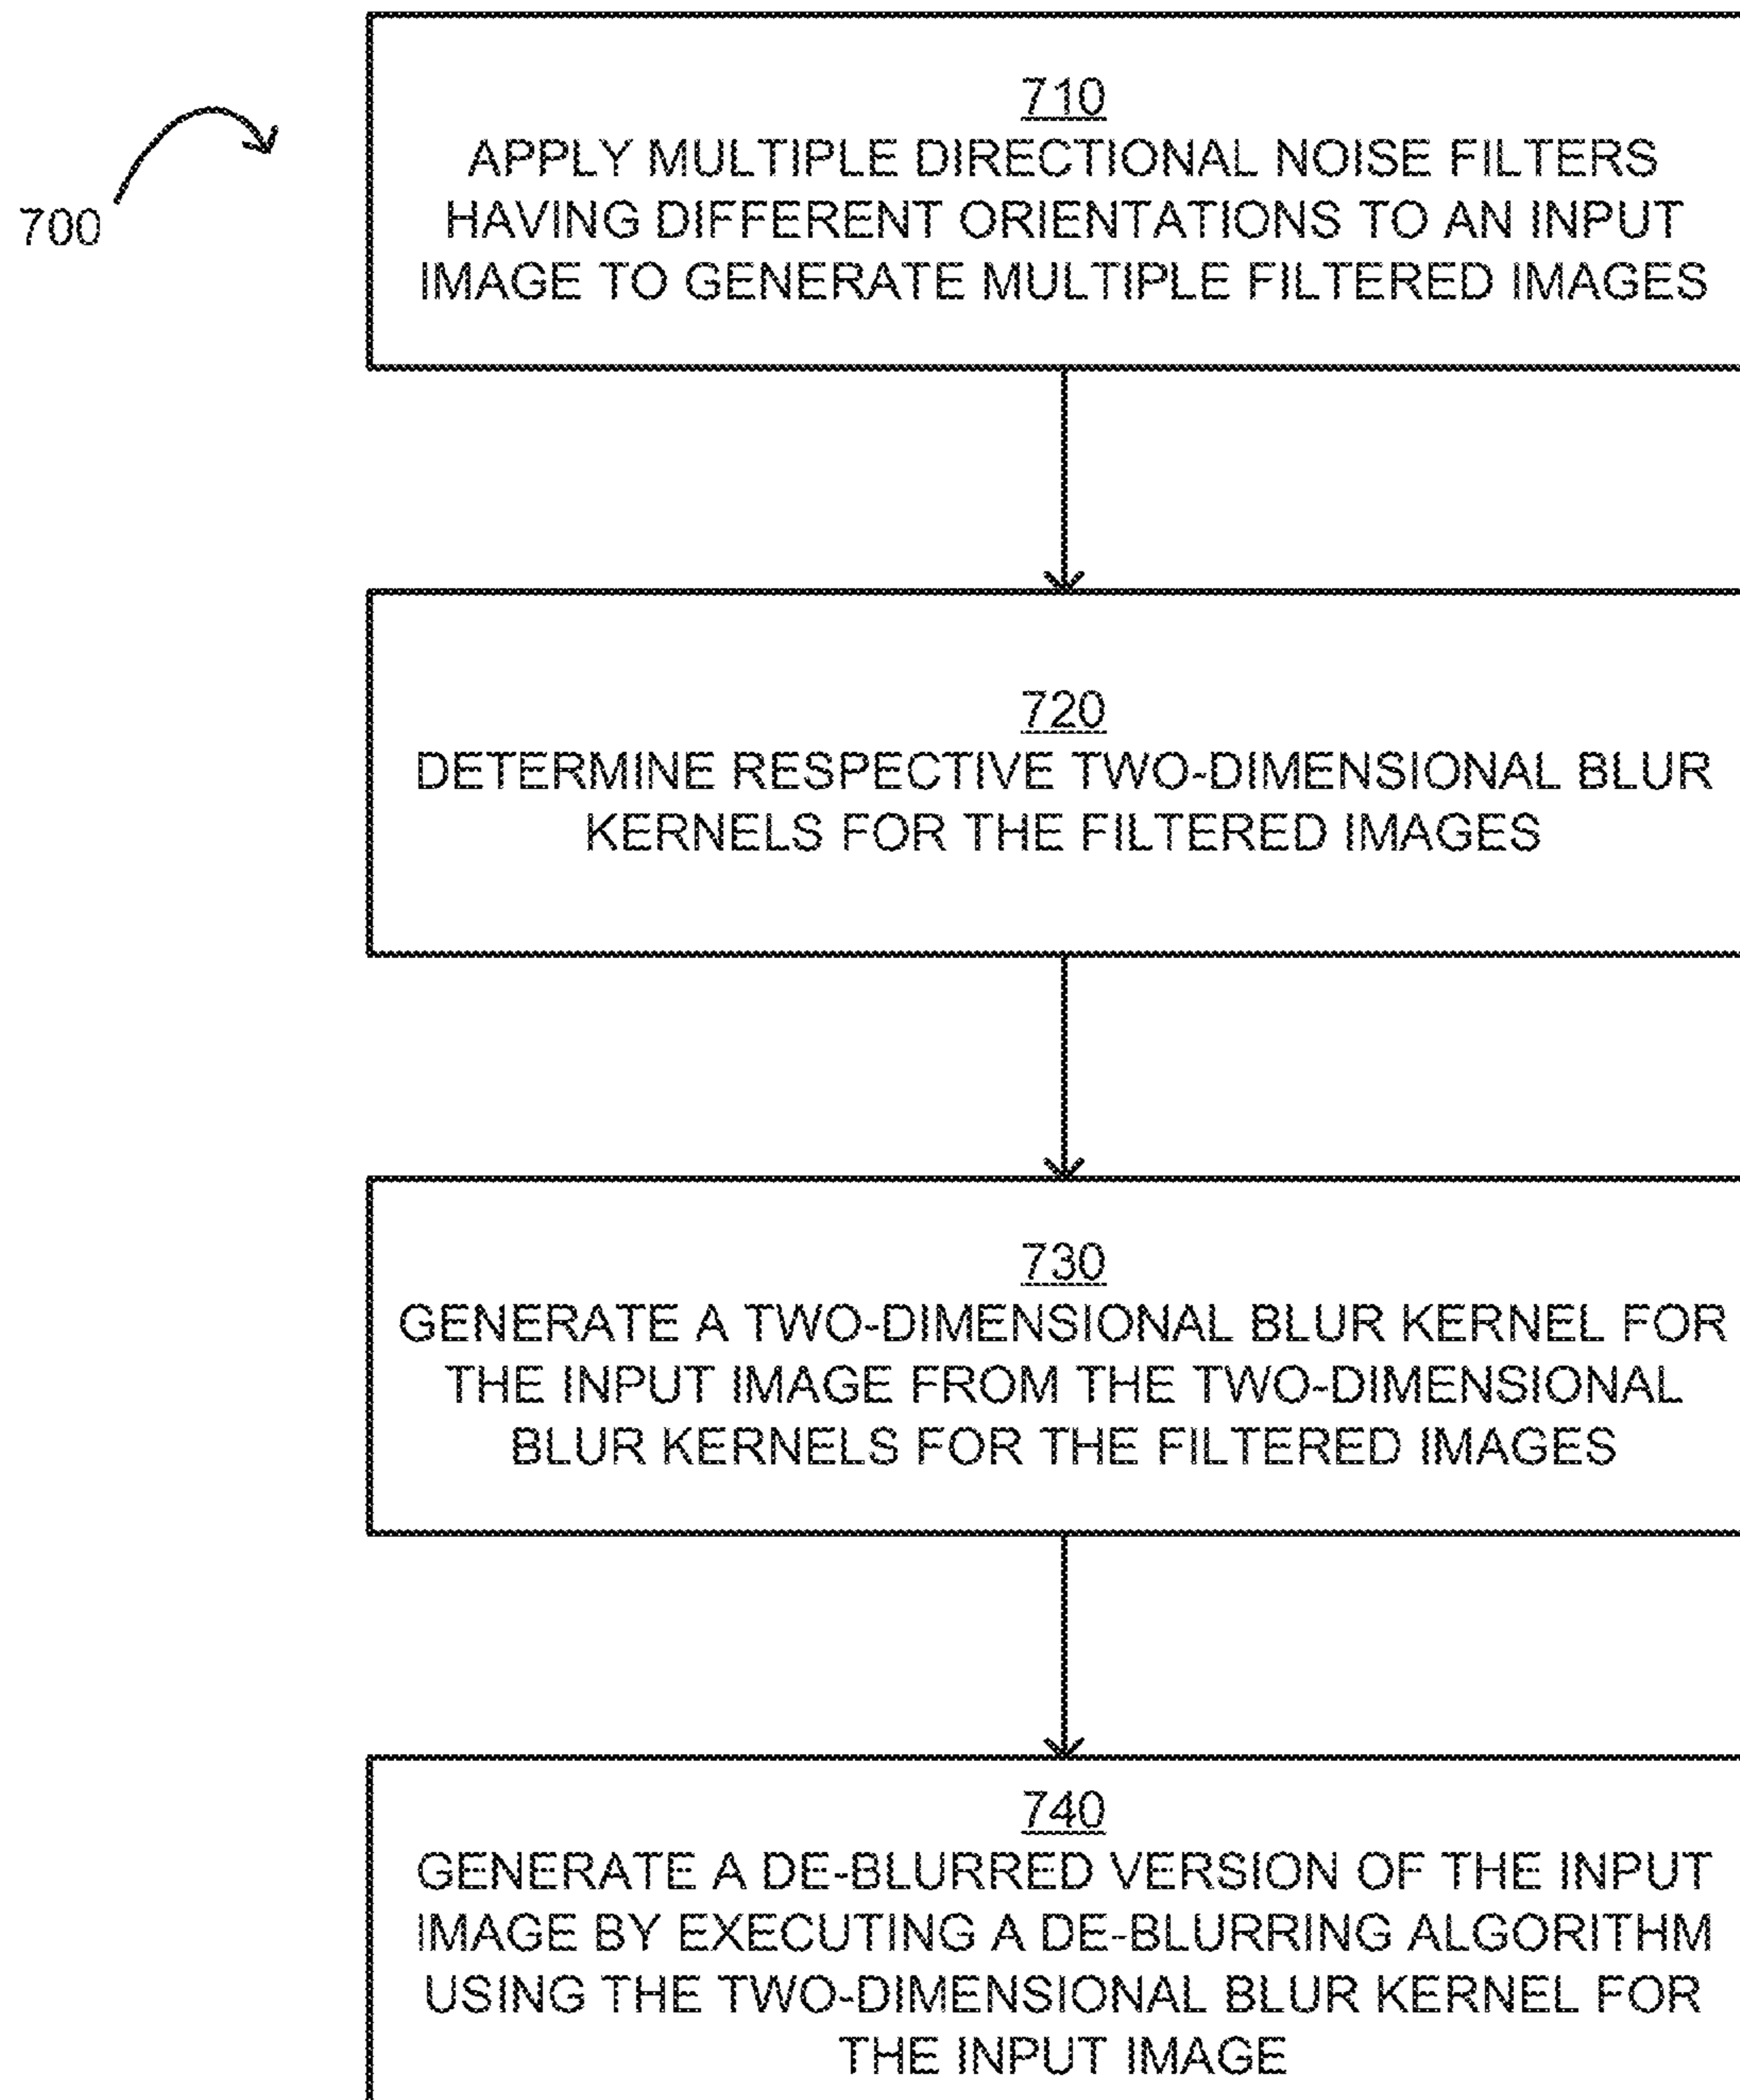 700
710
APPLY MULTIPLE DIRECTIONAL NOISE FILTERS
HAVING DIFFERENT ORIENTATIONS TO AN INPUT
IMAGE TO GENERATE MULTIPLE FILTERED IMAGES
720
DETERMINE RESPECTIVE TWO-DIMENSIONAL BLUR
KERNELS FOR THE FILTERED IMAGES
730
GENERATE A TWO-DIMENSIONAL BLUR KERNEL FOR
THE INPUT IMAGE FROM THE TWO-DIMENSIONAL
BLUR KERNELS FOR THE FILTERED IMAGES
740
GENERATE A DE-BLURRED VERSION OF THE INPUT
IMAGE BY EXECUTING A DE-BLURRING ALGORITHM
USING THE TWO-DIMENSIONAL BLUR KERNEL FOR
THE INPUT IMAGE